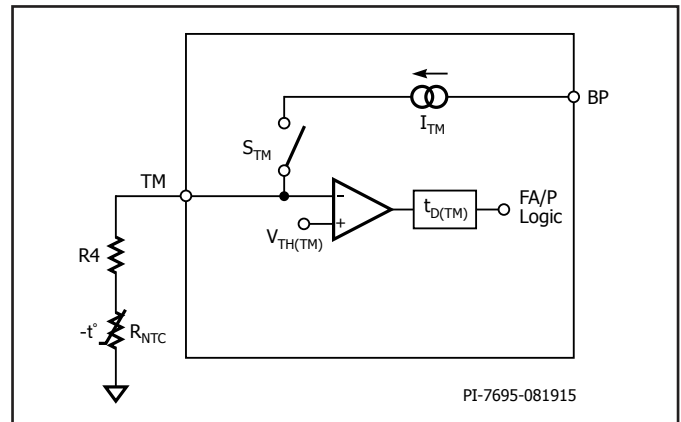 BP
I_TM
S_TM
TM
-
+
V_TH(TM)
t_D(TM)
FA/P
Logic
R4
-t°
R_NTC
PI-7695-081915